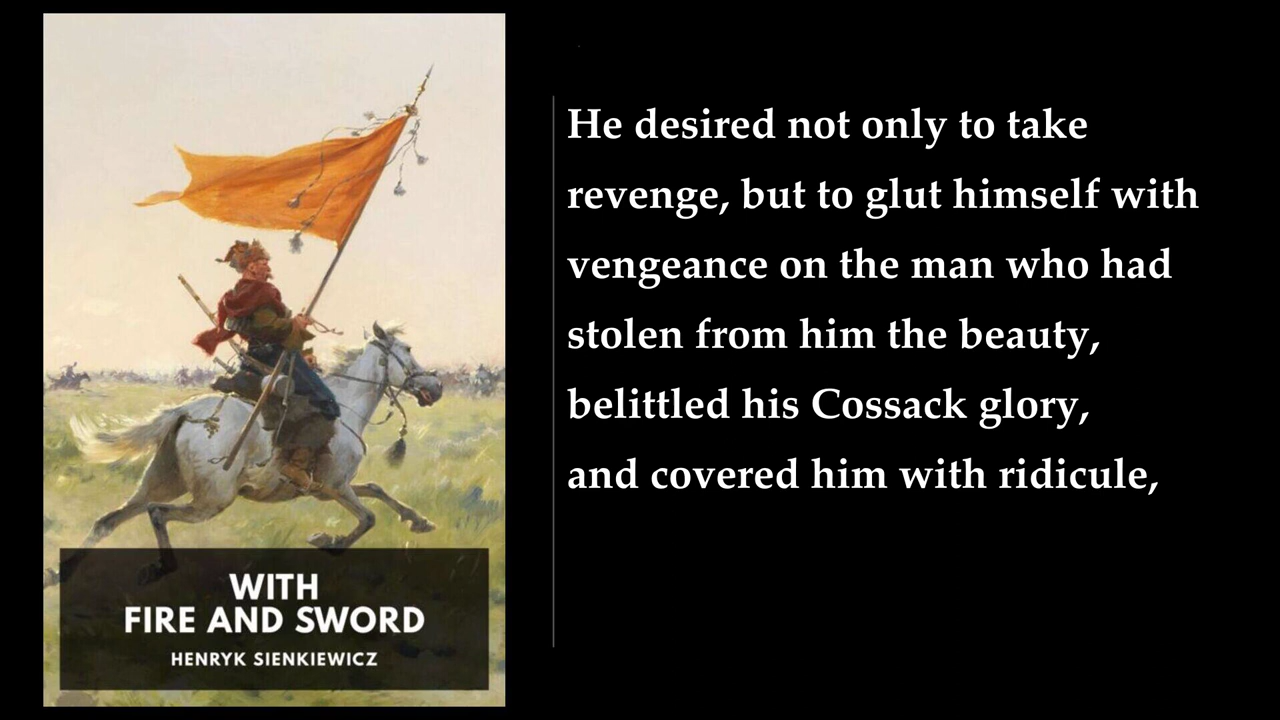 He desired not only to take
revenge, but to glut himself with
vengeance on the man who had
stolen from him the beauty,
belittled his Cossack glory,
and covered him with ridicule,
WITH
FIRE AND SWORD
HENRYK SIENKIEWICZ